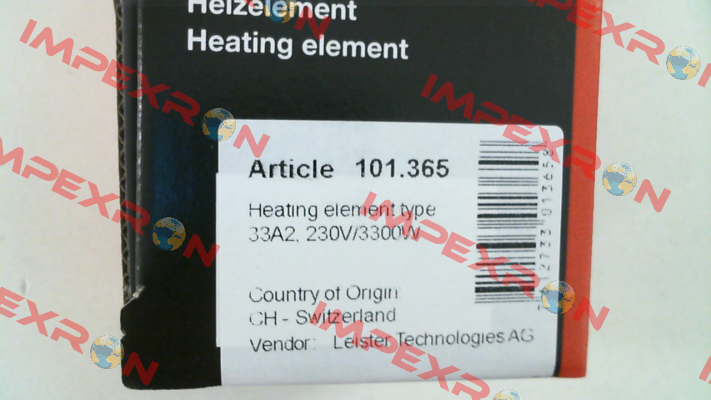 Heizelement
Heating element
Article 101.365
Heating element type
33A2, 230V/3300W
Country of Origin
CH - Switzerland
Vendor: Leister Technologies AG
IMPEXRON
IMPEXRON
IMPEXRON
IMPEXRON
IMPEXRON
IMPEXRON